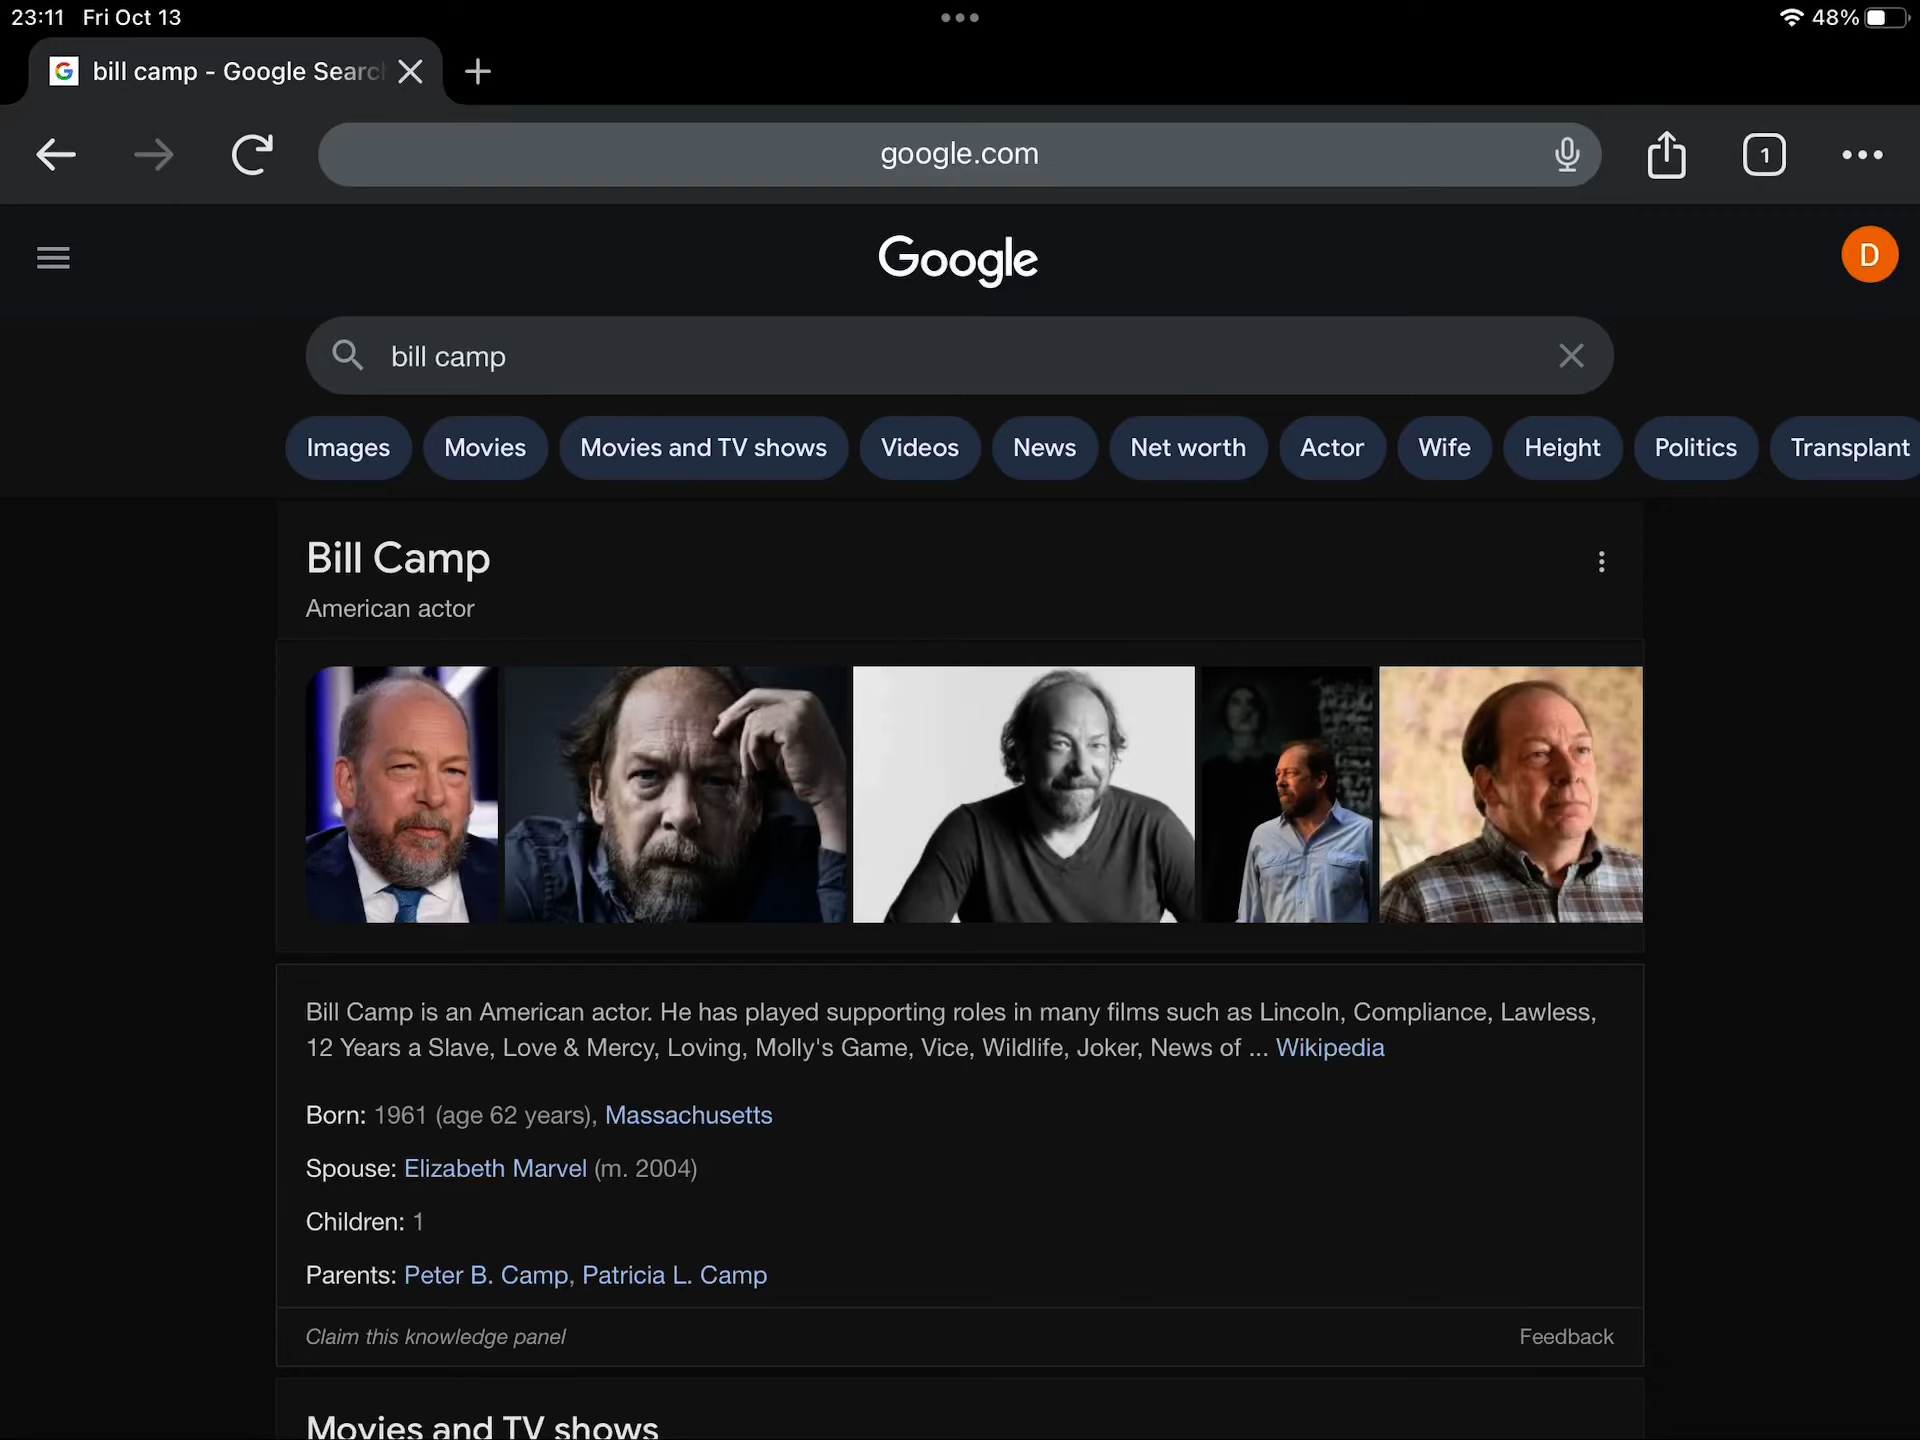 23:11 Fri Oct 13
48%
bill camp - Google Searc
google.com
1
Google
D
bill camp
Images Movies Movies and TV shows Videos News Net worth Actor Wife Height Politics Transplant
Bill Camp
American actor
Bill Camp is an American actor. He has played supporting roles in many films such as Lincoln, Compliance, Lawless,
12 Years a Slave, Love & Mercy, Loving, Molly's Game, Vice, Wildlife, Joker, News of ... Wikipedia
Born: 1961 (age 62 years), Massachusetts
Spouse: Elizabeth Marvel (m. 2004)
Children: 1
Parents: Peter B. Camp, Patricia L. Camp
Claim this knowledge panel Feedback
Movies and TV shows